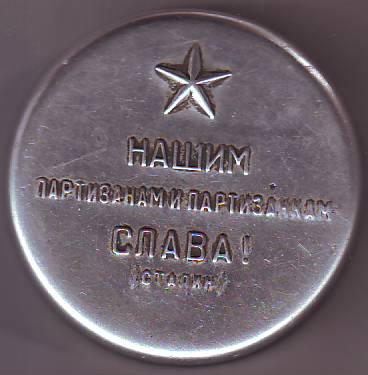 НАШИМ
ПАРТИЗАНАМ И ПАРТИЗАНКАМ
СЛАВА!
(СТАЛИН)